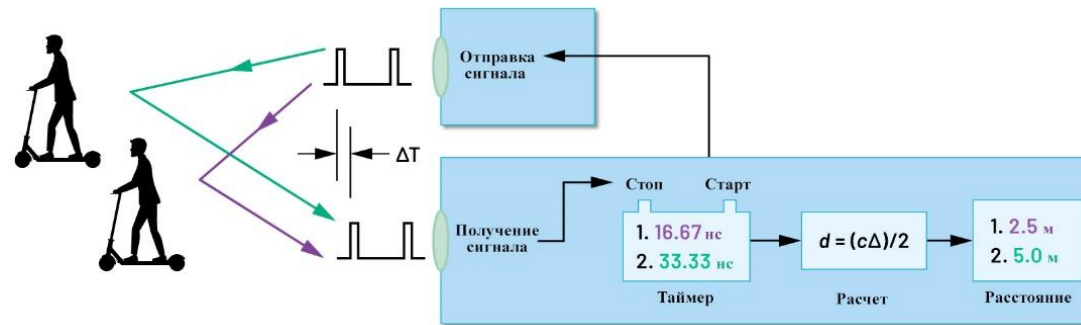 Отправка
сигнала
ΔT
Стоп
Старт
Получение
сигнала
1. 16.67 нс
2. 33.33 нс
d = (cΔ)/2
1. 2.5 м
2. 5.0 м
Таймер
Расчет
Расстояние